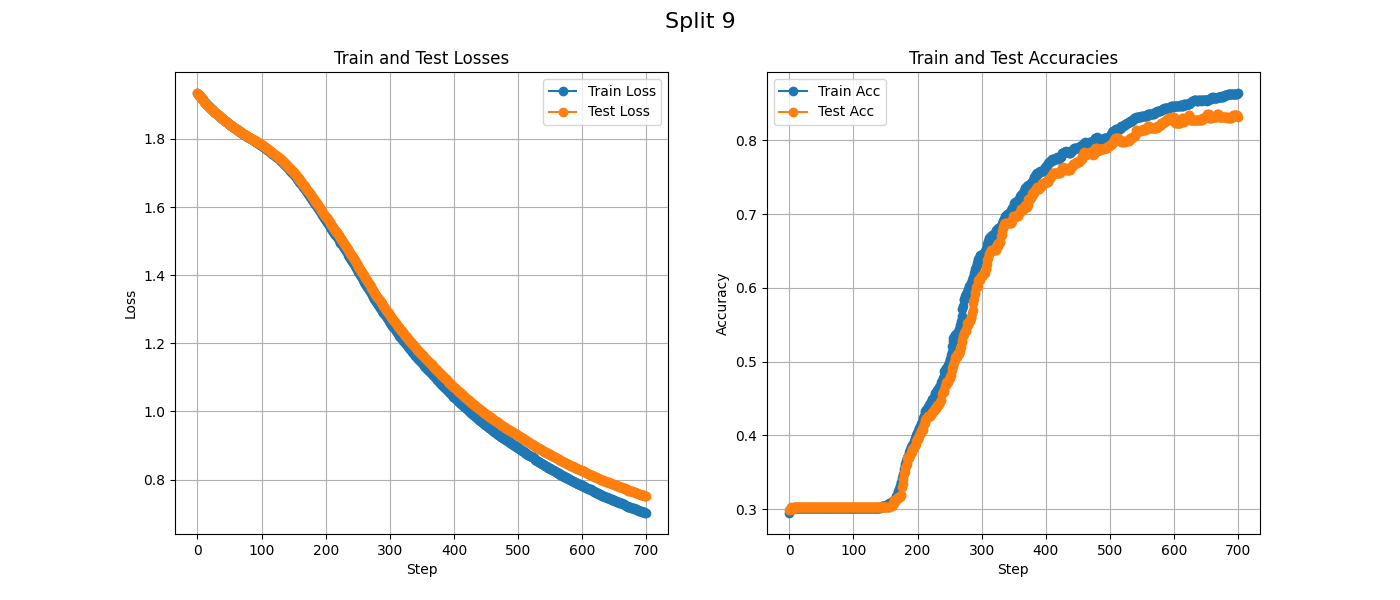 Split 9
Train and Test Losses
Train Loss
Test Loss
1.8
1.6
1.4
1.2
1.0
0.8
Loss
0 100 200 300 400 500 600 700
Step
Train and Test Accuracies
Train Acc
Test Acc
0.8
0.7
0.6
0.5
0.4
0.3
Accuracy
0 100 200 300 400 500 600 700
Step